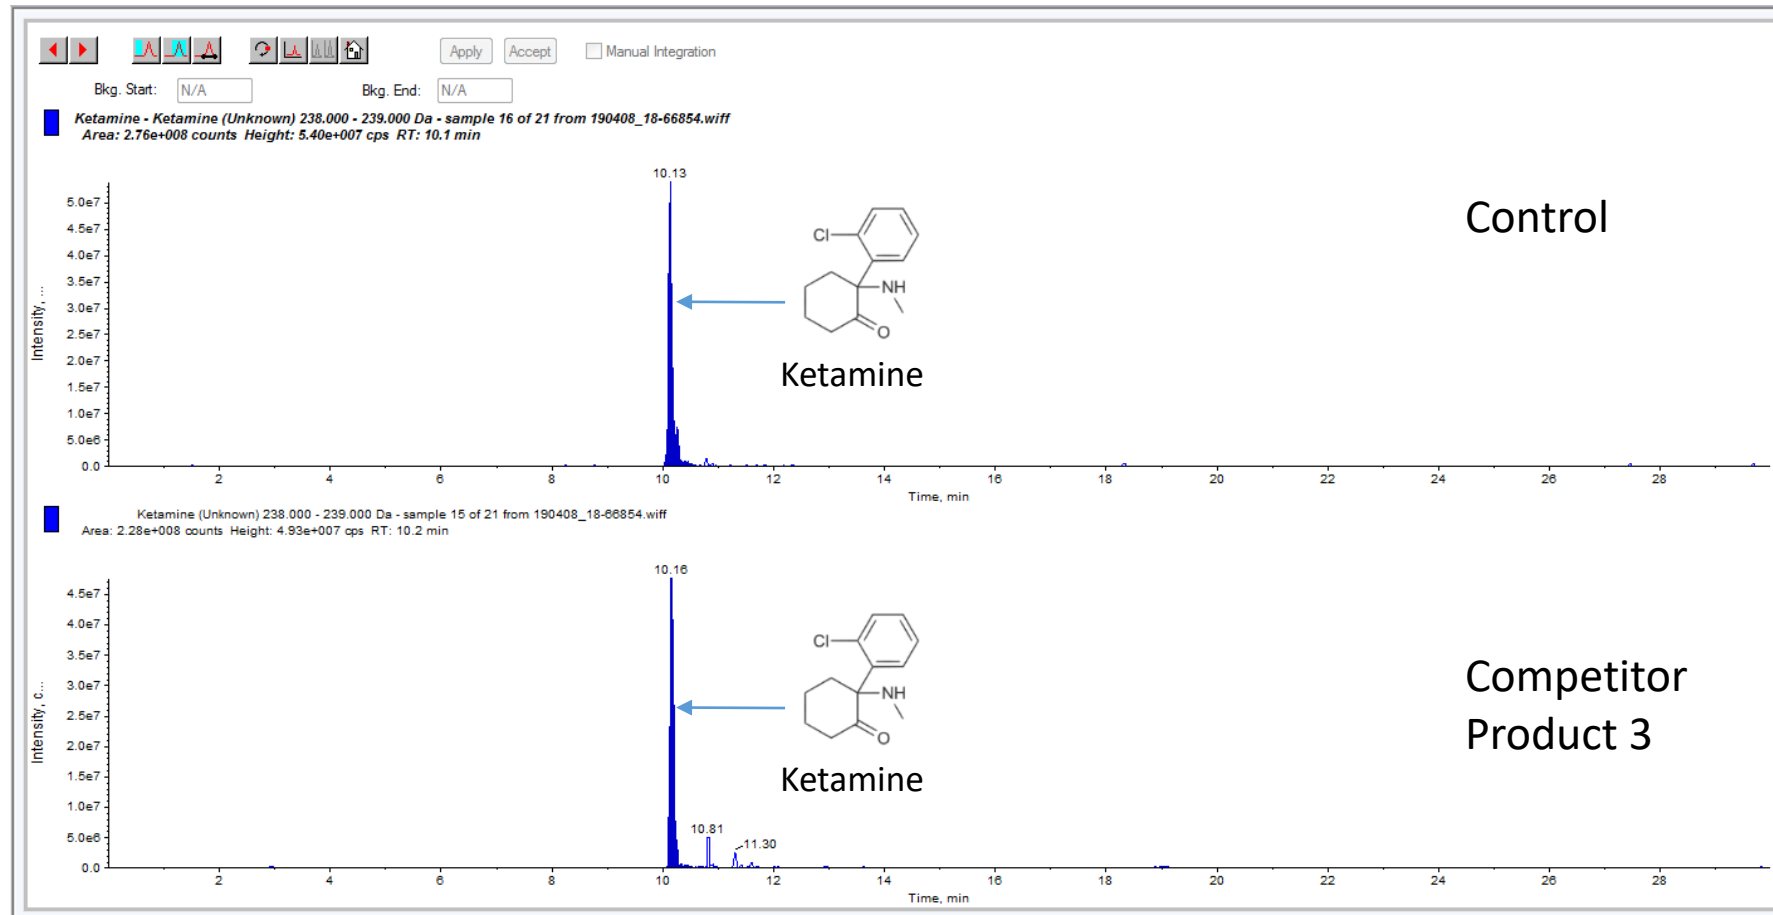 Apply Accept Manual Integration
Bkg. Start: N/A Bkg. End: N/A
Ketamine - Ketamine (Unknown) 238.000 - 239.000 Da - sample 16 of 21 from 190408_18-66854.wiff
Area: 2.76e+008 counts Height: 5.40e+007 cps RT: 10.1 min
10.13
Control
5.0e7
4.5e7
4.0e7
3.5e7
3.0e7
2.5e7
2.0e7
1.5e7
1.0e7
5.0e6
0.0
Intensity, ...
Cl
NH
O
Ketamine
2 4 6 8 10 12 14 16 18 20 22 24 26 28
Time, min
Ketamine (Unknown) 238.000 - 239.000 Da - sample 15 of 21 from 190408_18-66854.wiff
Area: 2.28e+008 counts Height: 4.93e+007 cps RT: 10.2 min
10.16
4.5e7
4.0e7
3.5e7
3.0e7
2.5e7
2.0e7
1.5e7
1.0e7
5.0e6
0.0
Intensity, c...
Cl
NH
O
Ketamine
Competitor
Product 3
10.81
11.30
2 4 6 8 10 12 14 16 18 20 22 24 26 28
Time, min